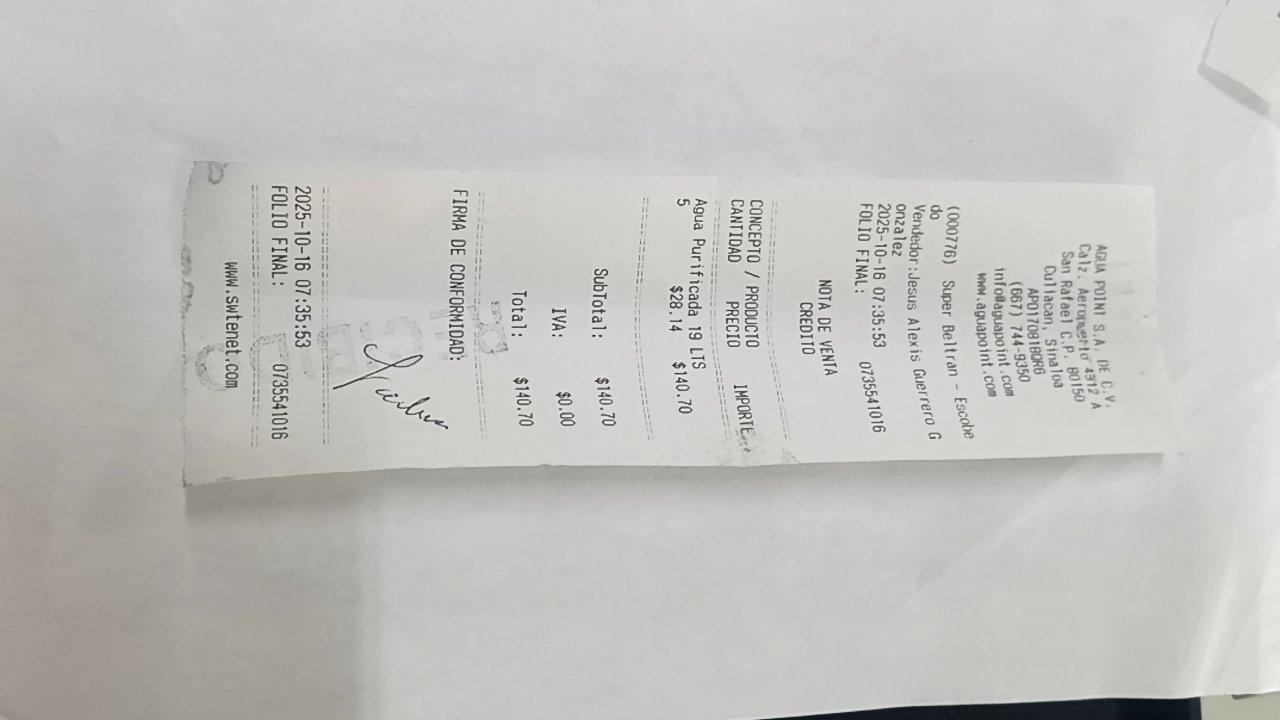 AGUA POINT S.A. DE C.V.
Calz. Aeropuerto 4912 A
San Rafael C.P. 80150
Culiacan, Sinaloa
APO170818QR6
(667) 744-9350
info@aguapoint.com
www.aguapoint.com
(000776) Super Beltran - Escobe
do
Vendedor:Jesus Alexis Guerrero G
onzalez
2025-10-16 07:35:53
FOLIO FINAL: 0735541016
NOTA DE VENTA
CREDITO
CONCEPTO / PRODUCTO
CANTIDAD PRECIO IMPORTE
Agua Purificada 19 LTS
5 $28.14 $140.70
SubTotal: $140.70
IVA: $0.00
Total: $140.70
FIRMA DE CONFORMIDAD:
2025-10-16 07:35:53
FOLIO FINAL: 0735541016
www.swtenet.com